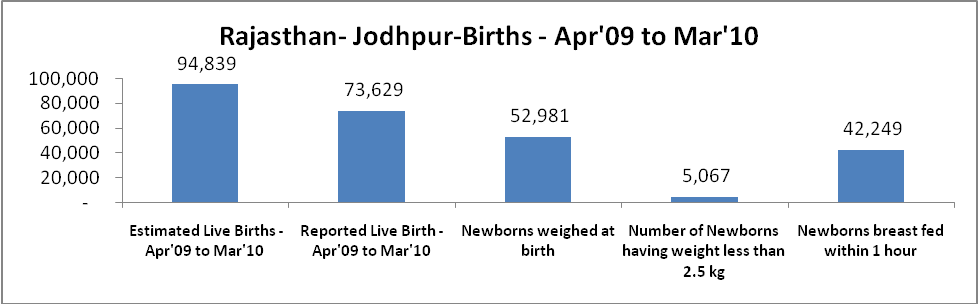 Rajasthan- Jodhpur-Births - Apr'09 to Mar'10
94,839
73,629
52,981
5,067
42,249
100,000
80,000
60,000
40,000
20,000
-
Estimated Live Births -
Apr'09 to Mar'10
Reported Live Birth -
Apr'09 to Mar'10
Newborns weighed at
birth
Number of Newborns
having weight less than
2.5 kg
Newborns breast fed
within 1 hour